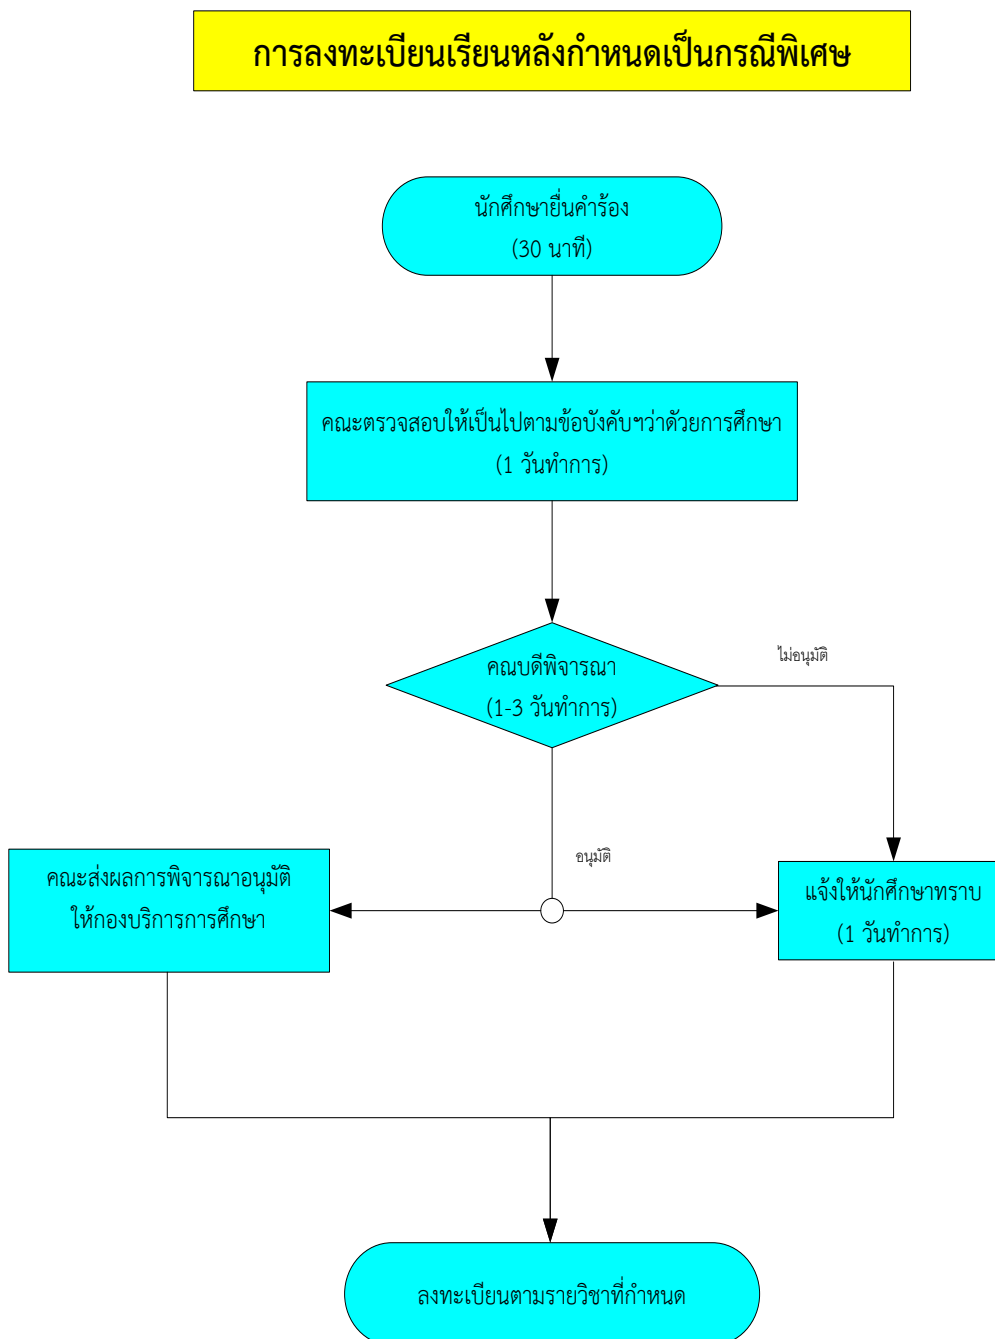 การลงทะเบียนเรียนหลังกำหนดเป็นกรณีพิเศษ
นักศึกษายื่นคำร้อง
(30 นาที)
คณะตรวจสอบให้เป็นไปตามข้อบังคับฯว่าด้วยการศึกษา
(1 วันทำการ)
คณบดีพิจารณา
(1-3 วันทำการ)
ไม่อนุมัติ
อนุมัติ
คณะส่งผลการพิจารณาอนุมัติ
ให้กองบริการการศึกษา
แจ้งให้นักศึกษาทราบ
(1 วันทำการ)
ลงทะเบียนตามรายวิชาที่กำหนด